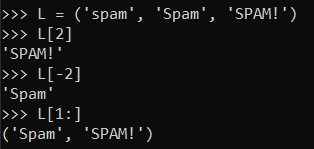 >>> L = ('spam', 'Spam', 'SPAM!')
>>> L[2]
'SPAM!'
>>> L[-2]
'Spam'
>>> L[1:]
('Spam', 'SPAM!')